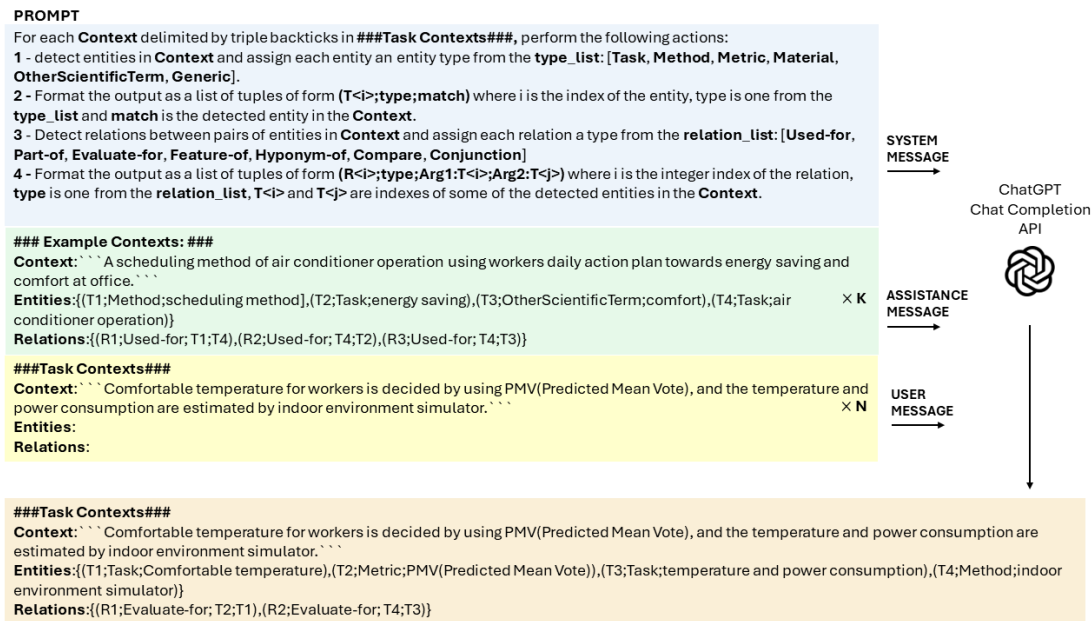 PROMPT
For each Context delimited by triple backticks in ###Task Contexts###, perform the following actions:
1 - detect entities in Context and assign each entity an entity type from the type_list: [Task, Method, Metric, Material,
OtherScientificTerm, Generic].
2 - Format the output as a list of tuples of form (T<i>;type;match) where i is the index of the entity, type is one from the
type_list and match is the detected entity in the Context.
3 - Detect relations between pairs of entities in Context and assign each relation a type from the relation_list: [Used-for,
Part-of, Evaluate-for, Feature-of, Hyponym-of, Compare, Conjunction]
4 - Format the output as a list of tuples of form (R<i>;type;Arg1:T<i>;Arg2:T<j>) where i is the integer index of the relation,
type is one from the relation_list, T<i> and T<j> are indexes of some of the detected entities in the Context.
SYSTEM
MESSAGE
ChatGPT
Chat Completion
API
### Example Contexts: ###
Context:```A scheduling method of air conditioner operation using workers daily action plan towards energy saving and
comfort at office.```
Entities:{(T1;Method;scheduling method],(T2;Task;energy saving),(T3;OtherScientificTerm;comfort),(T4;Task;air
conditioner operation)}
× K
Relations:{(R1;Used-for; T1;T4),(R2;Used-for; T4;T2),(R3;Used-for; T4;T3)}
ASSISTANCE
MESSAGE
###Task Contexts###
Context:```Comfortable temperature for workers is decided by using PMV(Predicted Mean Vote), and the temperature and
power consumption are estimated by indoor environment simulator.```
× N
Entities:
Relations:
USER
MESSAGE
###Task Contexts###
Context:```Comfortable temperature for workers is decided by using PMV(Predicted Mean Vote), and the temperature and power consumption are
estimated by indoor environment simulator.```
Entities:{(T1;Task;Comfortable temperature),(T2;Metric;PMV(Predicted Mean Vote)),(T3;Task;temperature and power consumption),(T4;Method;indoor
environment simulator)}
Relations:{(R1;Evaluate-for; T2;T1),(R2;Evaluate-for; T4;T3)}